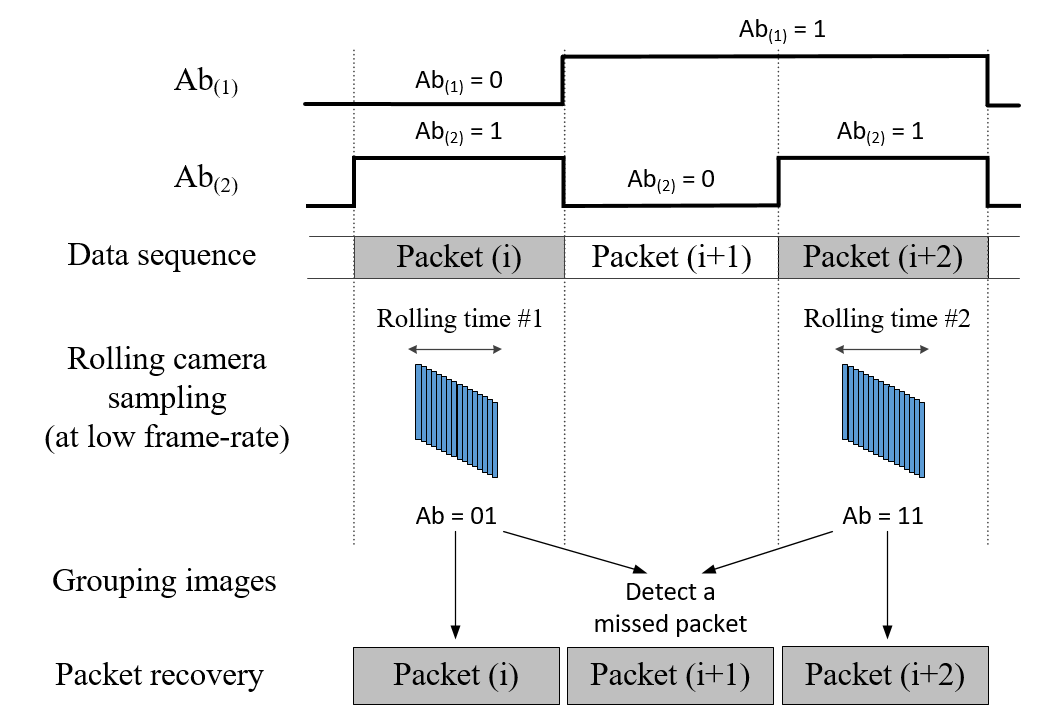 Ab(1) = 1
Ab(1)
Ab(1) = 0
Ab(2) = 1
Ab(2) = 1
Ab(2)
Ab(2) = 0
Data sequence
Packet (i)
Packet (i+1)
Packet (i+2)
Rolling time #1
Rolling time #2
Rolling camera
sampling
(at low frame-rate)
Ab = 01
Ab = 11
Grouping images
Detect a
missed packet
Packet recovery
Packet (i)
Packet (i+1)
Packet (i+2)